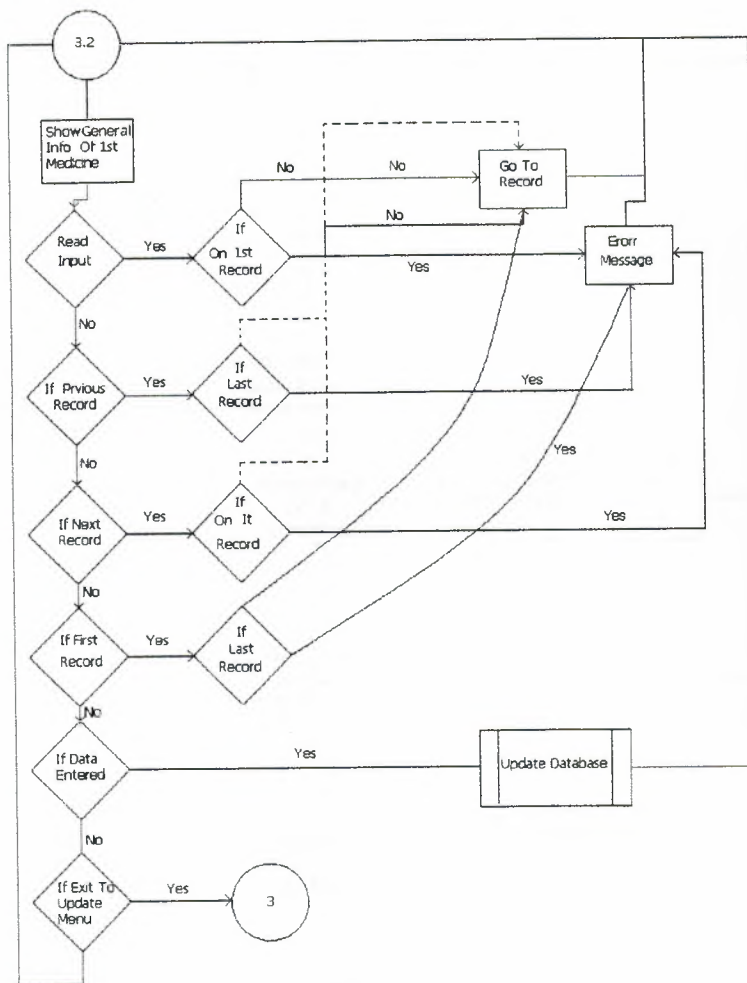 3.2
Show General
Info Of 1st
Medicine
No
No
Go To
Record
Read
Input
Yes
If
On 1st
Record
No
Yes
Erorr
Message
No
If Prvious
Record
Yes
If
Last
Record
Yes
Yes
No
If Next
Record
Yes
If
On It
Record
Yes
No
If First
Record
Yes
If
Last
Record
No
If Data
Entered
Yes
Update Database
No
If Exit To
Update
Menu
Yes
3